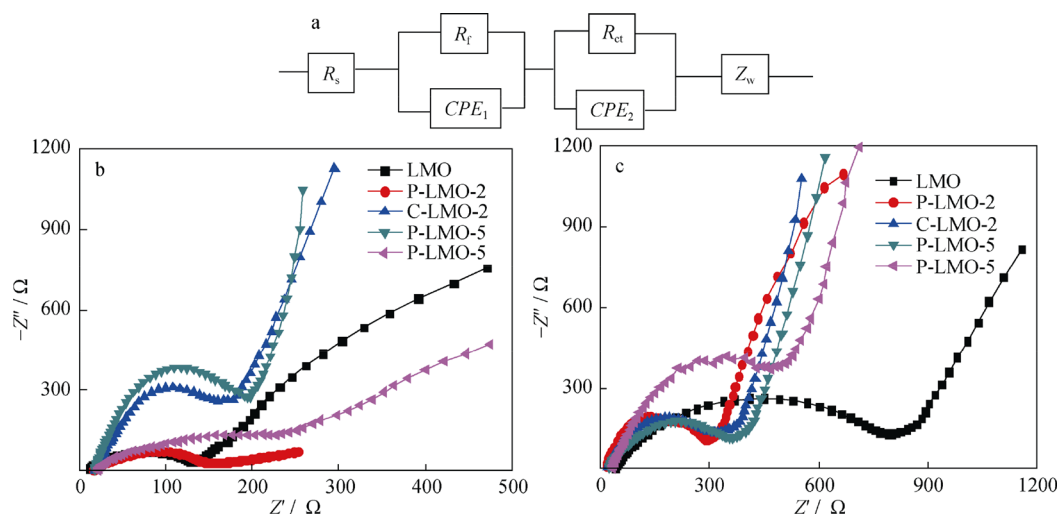 a
R_f
R_ct
R_s
Z_w
CPE_1
CPE_2
b
1200
900
600
300
0
−Z″ / Ω
LMO
P-LMO-2
C-LMO-2
P-LMO-5
P-LMO-5
0 100 200 300 400 500
Z′ / Ω
c
1200
900
600
300
0
LMO
P-LMO-2
C-LMO-2
P-LMO-5
P-LMO-5
0 300 600 900 1200
Z′ / Ω